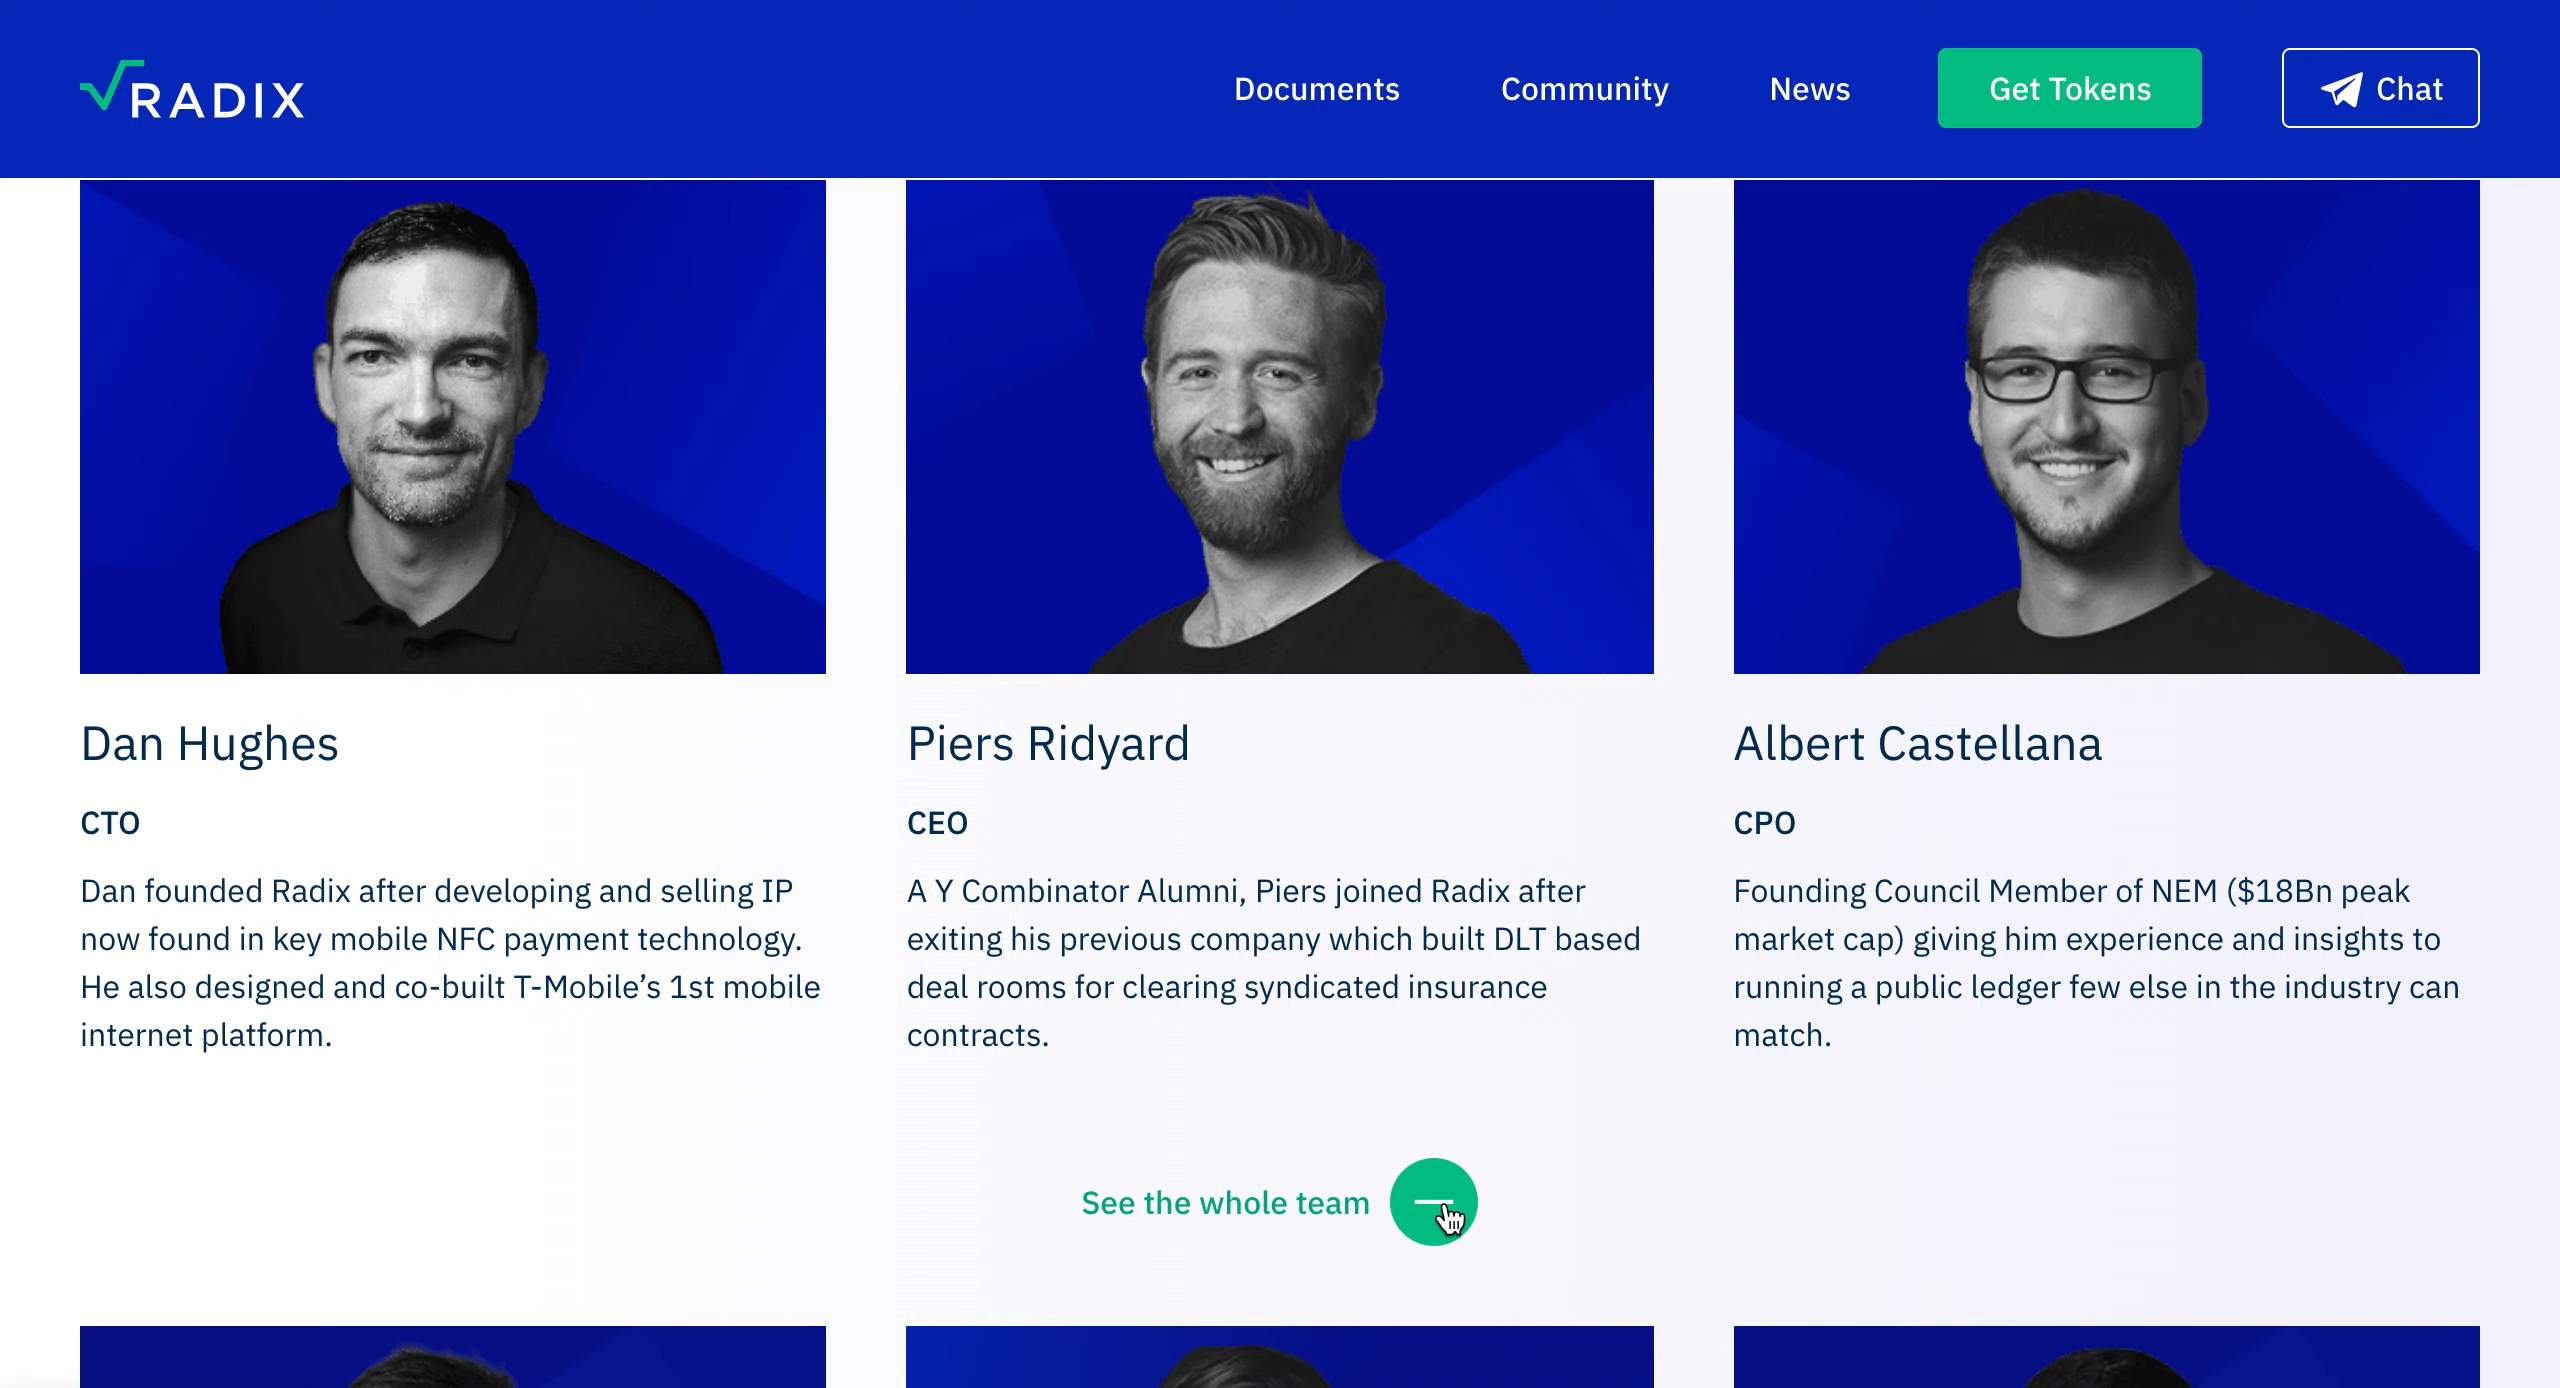 RADIX
Documents
Community
News
Get Tokens
Chat
Dan Hughes
CTO
Dan founded Radix after developing and selling IP
now found in key mobile NFC payment technology.
He also designed and co-built T-Mobile’s 1st mobile
internet platform.
Piers Ridyard
CEO
A Y Combinator Alumni, Piers joined Radix after
exiting his previous company which built DLT based
deal rooms for clearing syndicated insurance
contracts.
Albert Castellana
CPO
Founding Council Member of NEM ($18Bn peak
market cap) giving him experience and insights to
running a public ledger few else in the industry can
match.
See the whole team